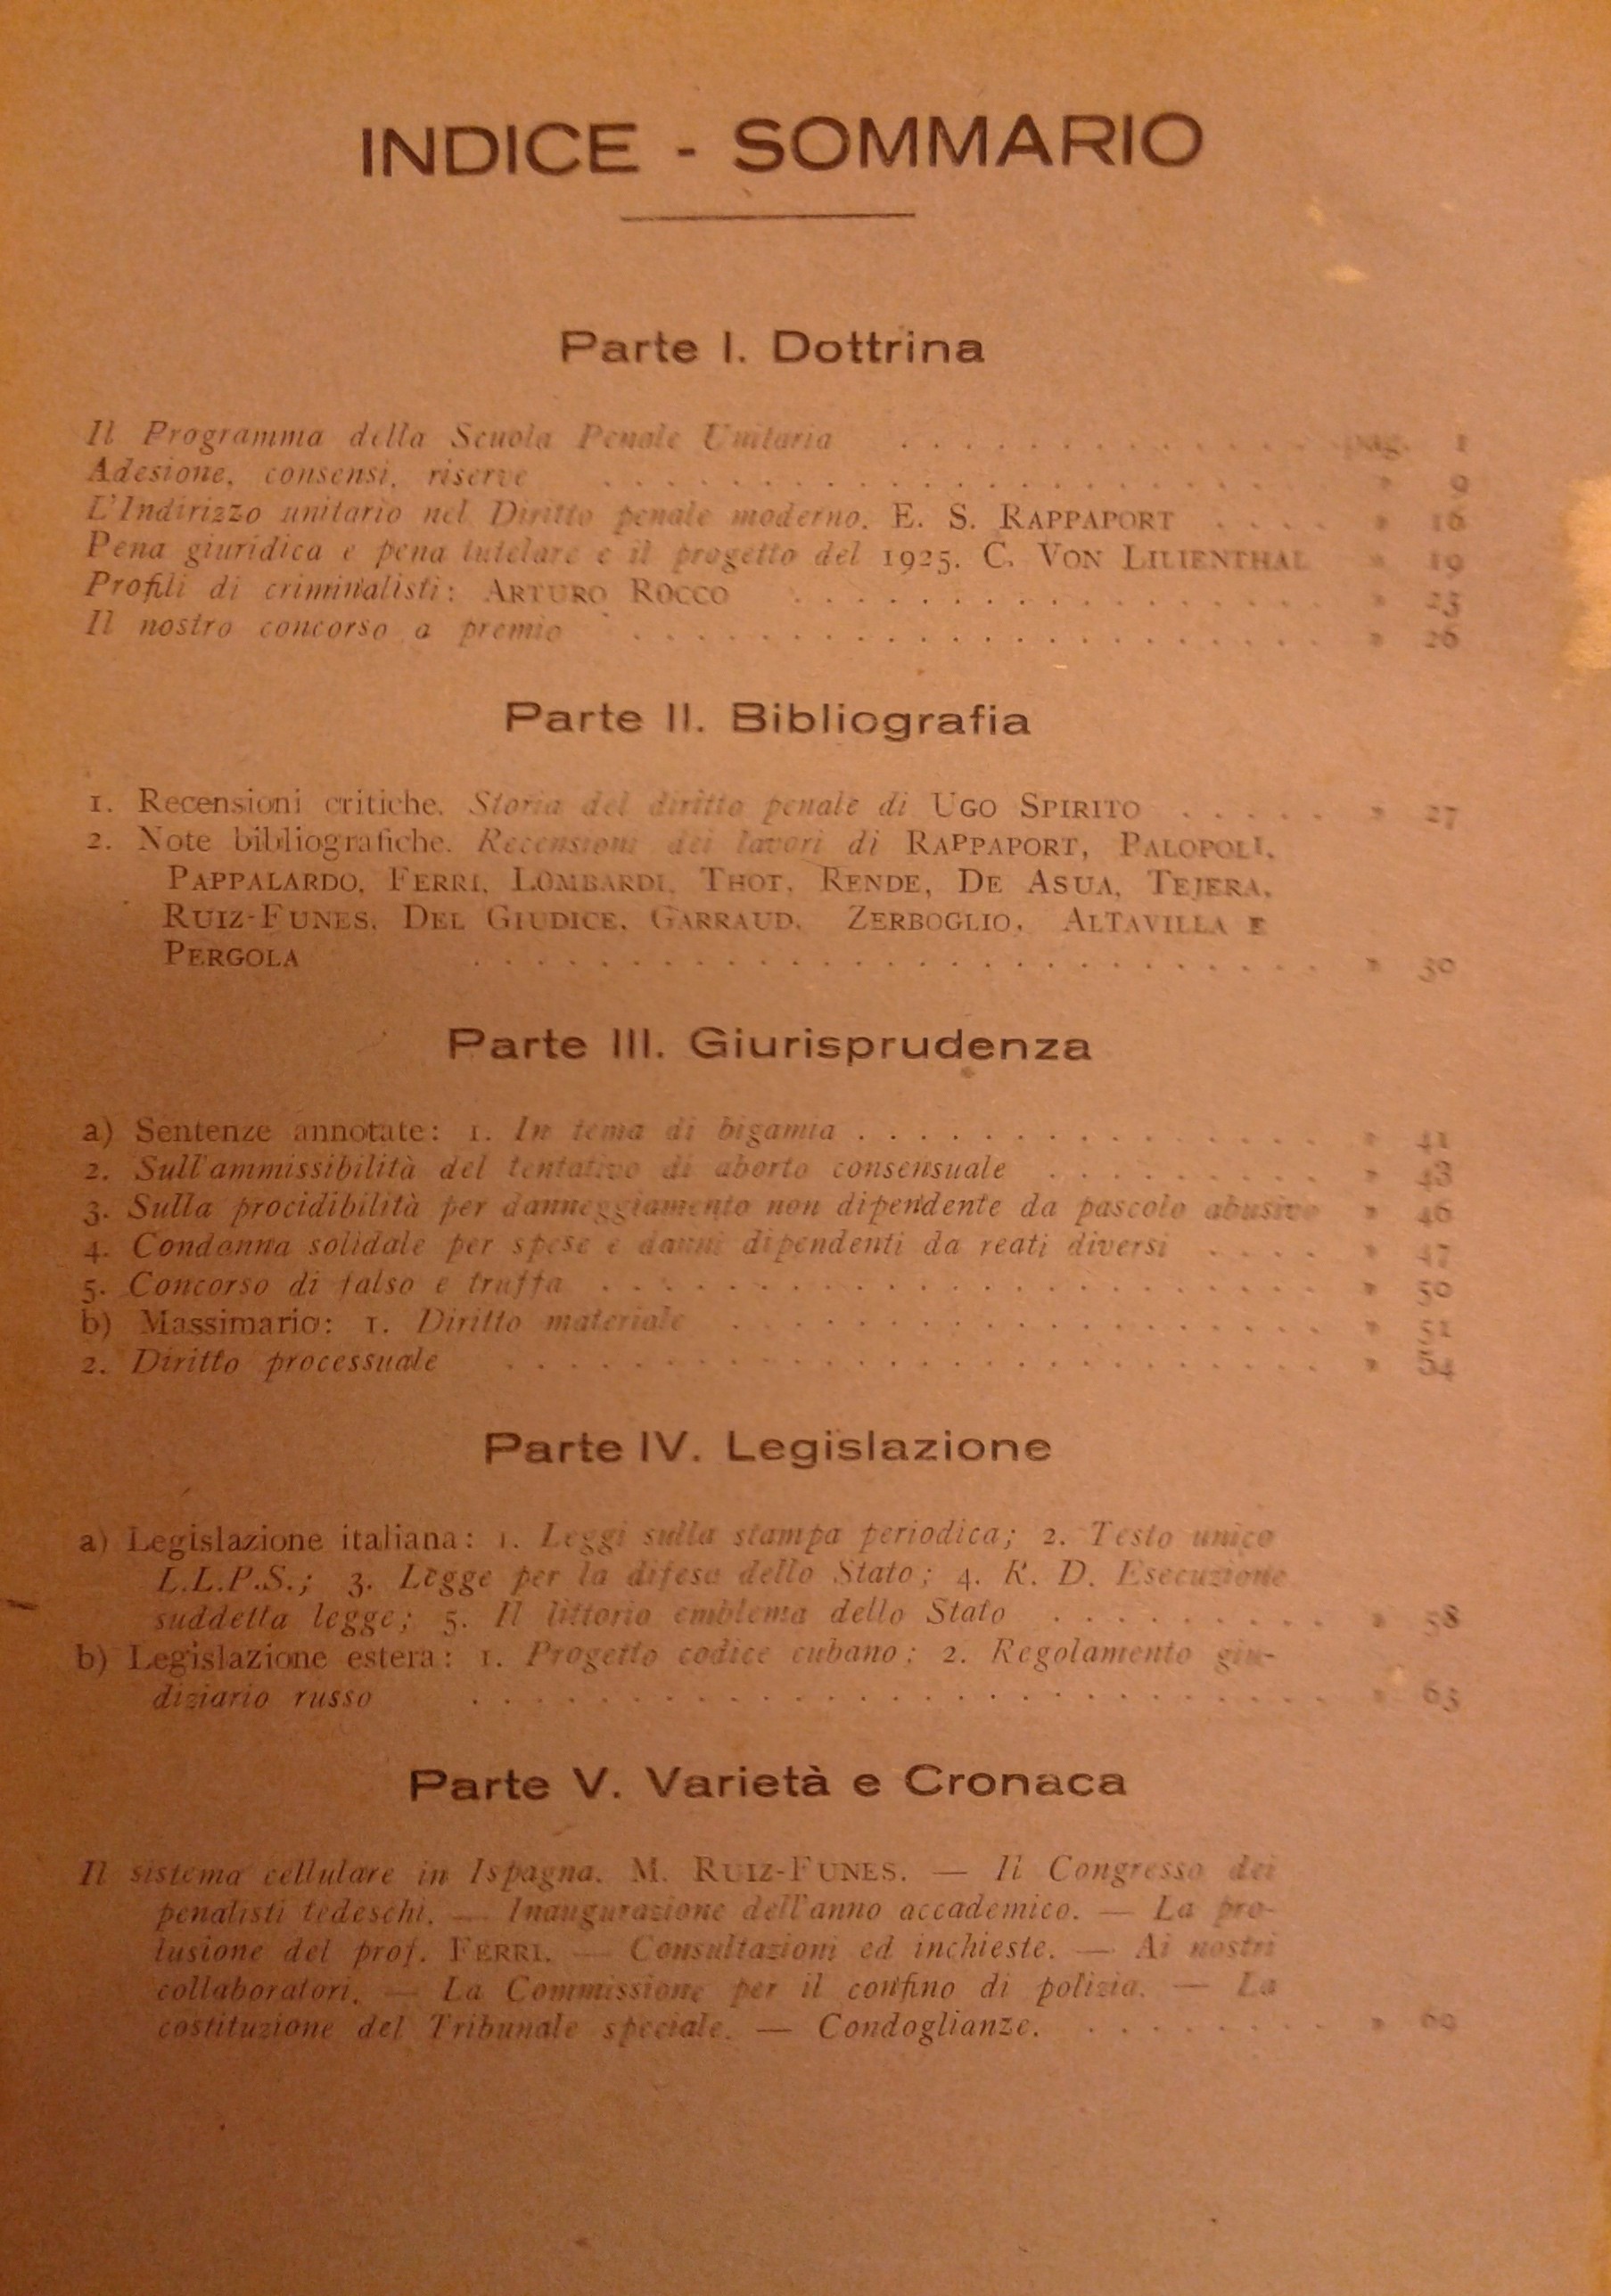 INDICE - SOMMARIO
Parte I. Dottrina
Il Programma della Scuola Penale Unitaria . . . . . . . . . . . . . pag. 1
Adesione, consensi, riserve . . . . . . . . . . . . . . . . . . . . . . . . » 9
L'Indirizzo unitario nel Diritto penale moderno. E. S. RAPPAPORT . . . . » 16
Pena giuridica e pena tutelare e il progetto del 1925. C. VON LILIENTHAL » 19
Profili di criminalisti: ARTURO ROCCO . . . . . . . . . . . . . . . . . » 23
Il nostro concorso a premio . . . . . . . . . . . . . . . . . . . . . . » 26
Parte II. Bibliografia
1. Recensioni critiche. Storia del diritto penale di UGO SPIRITO . . . . . » 27
2. Note bibliografiche. Recensioni dei lavori di RAPPAPORT, PALOPOLI,
PAPPALARDO, FERRI, LOMBARDI, THOT, RENDE, DE ASUA, TEJERA,
RUIZ-FUNES, DEL GIUDICE, GARRAUD, ZERBOGLIO, ALTAVILLA E
PERGOLA . . . . . . . . . . . . . . . . . . . . . . . . . . . » 30
Parte III. Giurisprudenza
a) Sentenze annotate: 1. In tema di bigamia . . . . . . . . . . . . . . . . » 41
2. Sull'ammissibilità del tentativo di aborto consensuale . . . . . . . . . »
3. Sulla procidibilità per danneggiamento non dipendente da pascolo abusivo » 46
4. Condanna solidale per spese e danni dipendenti da reati diversi . . . . » 47
5. Concorso di falso e truffa . . . . . . . . . . . . . . . . . . . . . . . » 50
b) Massimario: 1. Diritto materiale . . . . . . . . . . . . . . . . . . . » 51
2. Diritto processuale . . . . . . . . . . . . . . . . . . . . . . . . . . » 54
Parte IV. Legislazione
a) Legislazione italiana: 1. Leggi sulla stampa periodica; 2. Testo unico
L.L.P.S.; 3. Legge per la difesa dello Stato; 4. R. D. Esecuzione
suddetta legge; 5. Il littorio emblema dello Stato . . . . . . . . . » 58
b) Legislazione estera: 1. Progetto codice cubano; 2. Regolamento giu-
diziario russo . . . . . . . . . . . . . . . . . . . . . . . . . . . » 63
Parte V. Varietà e Cronaca
Il sistema cellulare in Ispagna. M. RUIZ-FUNES. — Il Congresso dei
penalisti tedeschi. — Inaugurazione dell'anno accademico. — La pro-
lusione del prof. FERRI. — Consultazioni ed inchieste. — Ai nostri
collaboratori. — La Commissione per il confino di polizia. — La
costituzione del Tribunale speciale. — Condoglianze. . . . . . . . . » 69